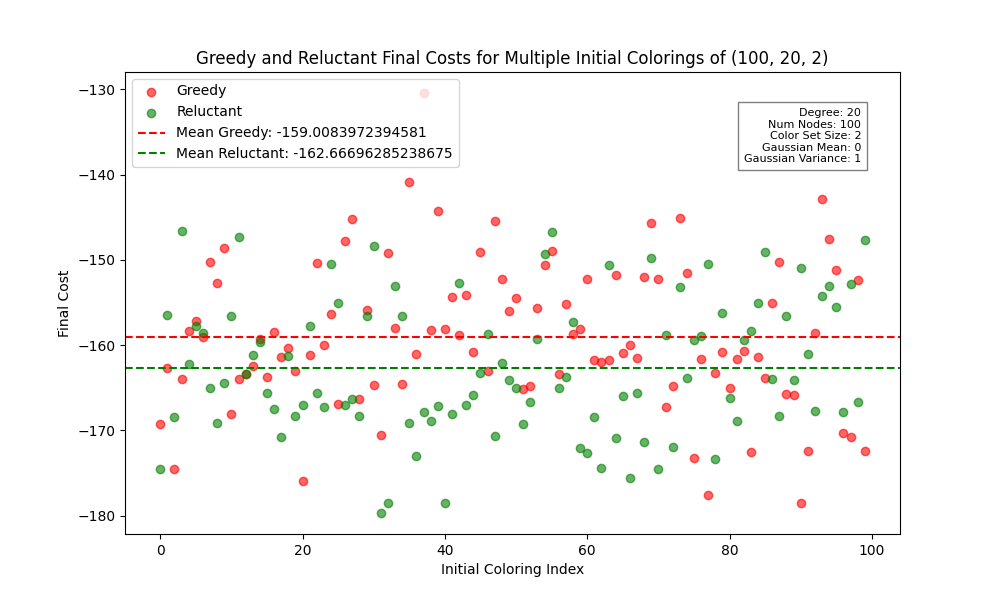 Greedy and Reluctant Final Costs for Multiple Initial Colorings of (100, 20, 2)
Greedy
Reluctant
Mean Greedy: -159.0083972394581
Mean Reluctant: -162.66696285238675
Degree: 20
Num Nodes: 100
Color Set Size: 2
Gaussian Mean: 0
Gaussian Variance: 1
Final Cost
−130
−140
−150
−160
−170
−180
0
20
40
60
80
100
Initial Coloring Index